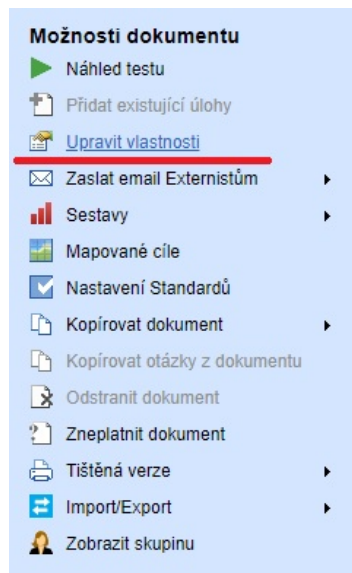 Možnosti dokumentu
Náhled testu
Přidat existující úlohy
Upravit vlastnosti
Zaslat email Externistům
Sestavy
Mapované cíle
Nastavení Standardů
Kopírovat dokument
Kopírovat otázky z dokumentu
Odstranit dokument
Zneplatnit dokument
Tištěná verze
Import/Export
Zobrazit skupinu